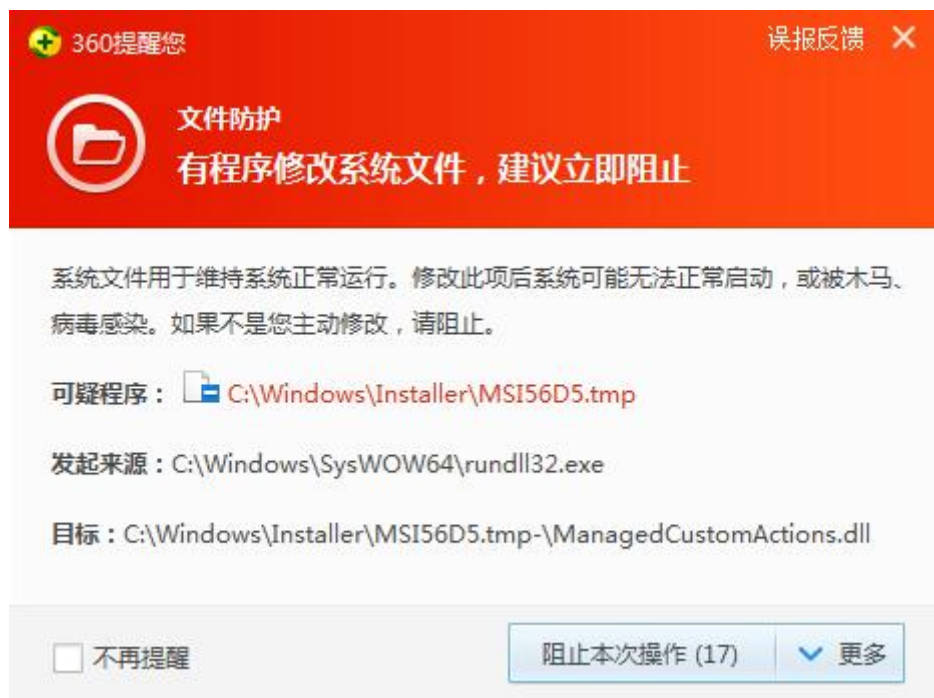 360提醒您
误报反馈
文件防护
有程序修改系统文件，建议立即阻止
系统文件用于维持系统正常运行。修改此项后系统可能无法正常启动，或被木马、
病毒感染。如果不是您主动修改，请阻止。
可疑程序： C:\Windows\Installer\MSI56D5.tmp
发起来源：C:\Windows\SysWOW64\rundll32.exe
目标：C:\Windows\Installer\MSI56D5.tmp-\ManagedCustomActions.dll
不再提醒
阻止本次操作 (17)
更多